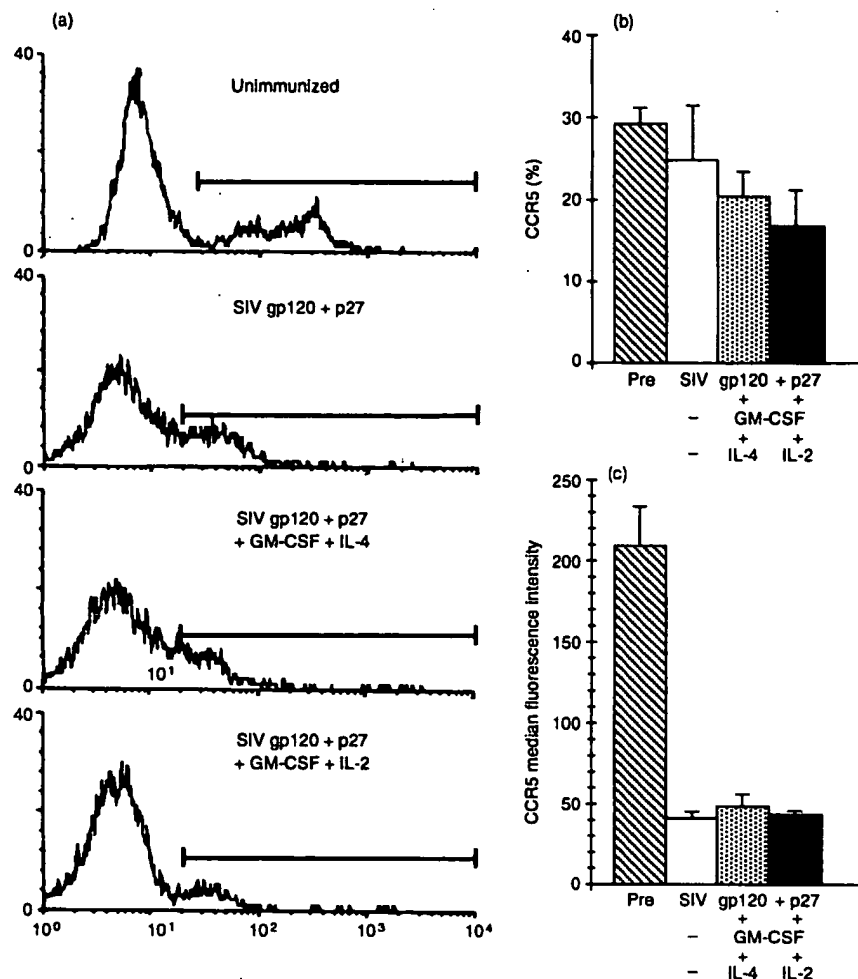 (a)
40
Unimmunized
0
40
SIV gp120 + p27
0
40
SIV gp120 + p27
+ GM-CSF + IL-4
10¹
0
40
SIV gp120 + p27
+ GM-CSF + IL-2
0
10⁰ 10¹ 10² 10³ 10⁴
(b)
40
30
20
10
0
CCR5 (%)
Pre SIV gp120 + p27
+ +
– GM-CSF
+ +
– IL-4 IL-2
(c)
250
200
150
100
50
0
CCR5 median fluorescence intensity
Pre SIV gp120 + p27
+ +
– GM-CSF
+ +
– IL-4 IL-2